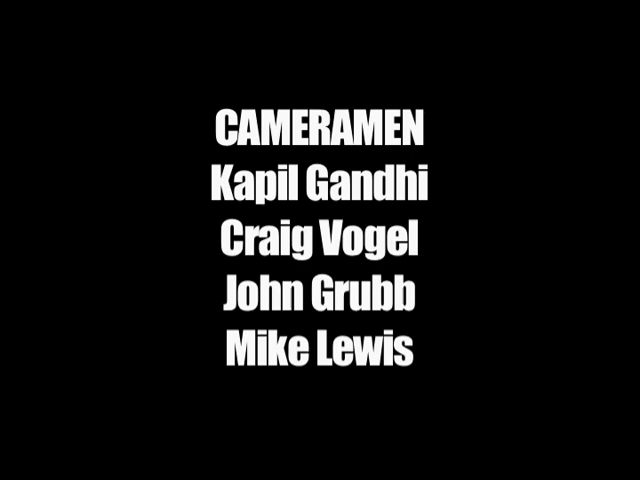 CAMERAMEN
Kapil Gandhi
Craig Vogel
John Grubb
Mike Lewis